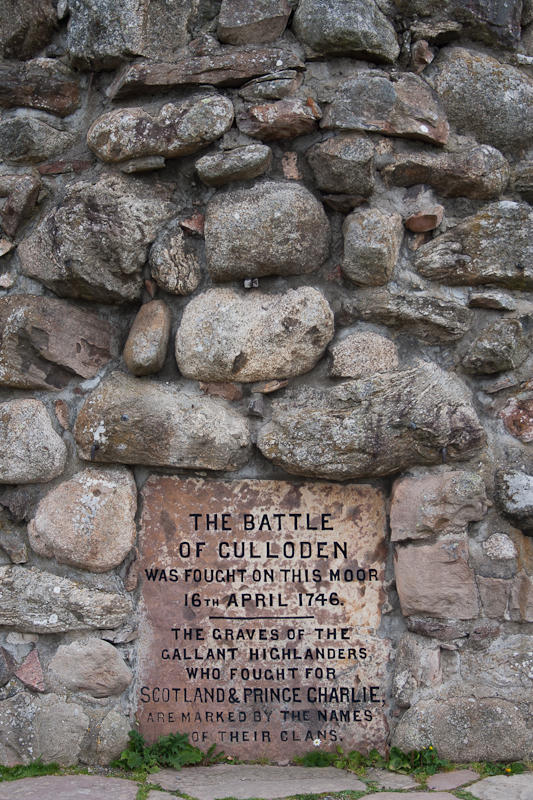 THE BATTLE
OF CULLODEN
WAS FOUGHT ON THIS MOOR
16TH APRIL 1746.
THE GRAVES OF THE
GALLANT HIGHLANDERS
WHO FOUGHT FOR
SCOTLAND & PRINCE CHARLIE,
ARE MARKED BY THE NAMES
OF THEIR CLANS.